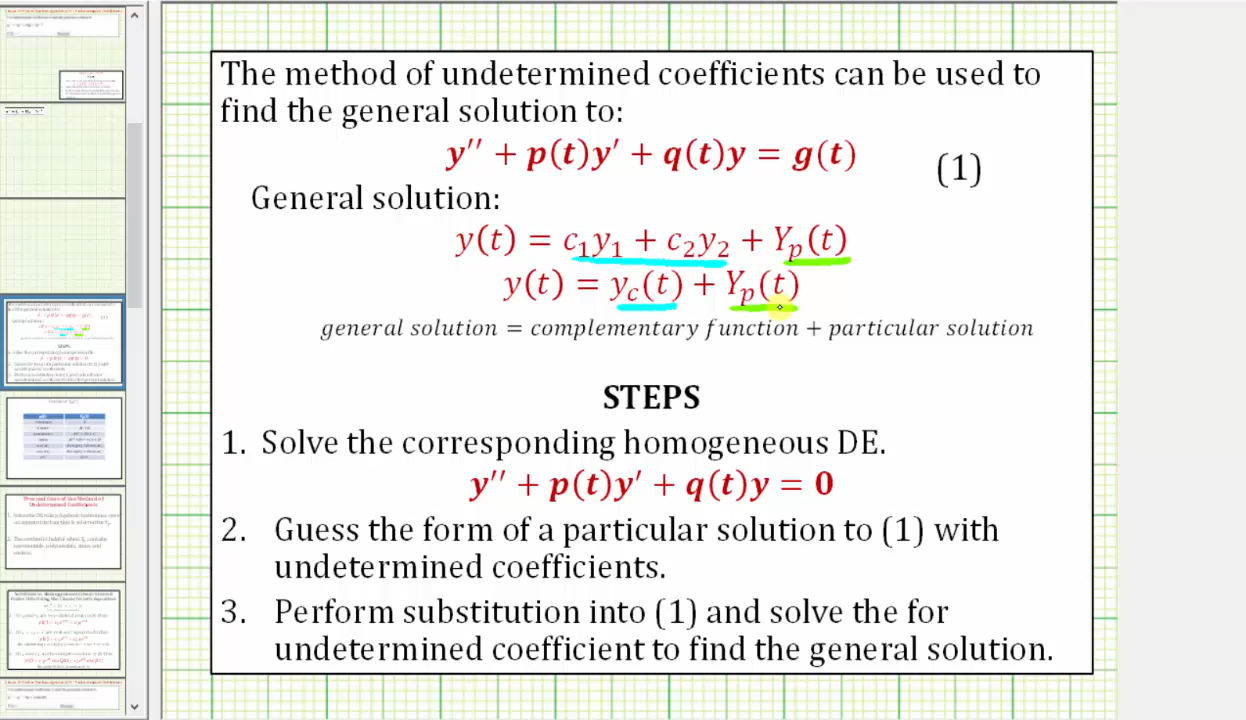 The method of undetermined coefficients can be used to
find the general solution to:
y'' + p(t)y' + q(t)y = g(t)
(1)
General solution:
y(t) = c₁y₁ + c₂y₂ + Yₚ(t)
y(t) = y_c(t) + Yₚ(t)
general solution = complementary function + particular solution
STEPS
1. Solve the corresponding homogeneous DE.
y'' + p(t)y' + q(t)y = 0
2. Guess the form of a particular solution to (1) with
undetermined coefficients.
3. Perform substitution into (1) and solve the for
undetermined coefficient to find the general solution.